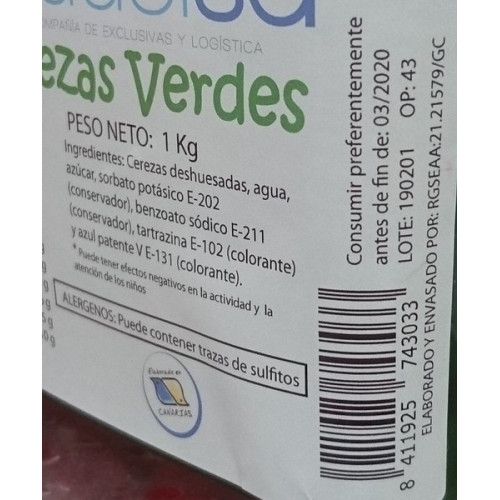 COMPAÑÍA DE EXCLUSIVAS Y LOGÍSTICA
ezas Verdes
PESO NETO: 1 Kg
Ingredientes: Cerezas deshuesadas, agua,
azúcar, sorbato potásico E-202
(conservador), benzoato sódico E-211
(conservador), tartrazina E-102 (colorante)
y azul patente V E-131 (colorante).
* Puede tener efectos negativos en la actividad y la
atención de los niños
ALERGENOS: Puede contener trazas de sulfitos
Elaborado en
CANARIAS
Consumir preferentemente
antes de fin de: 03/2020
LOTE: 190201 OP: 43
ELABORADO Y ENVASADO POR: RGSEAA:21.21579/GC
8 411925 743033